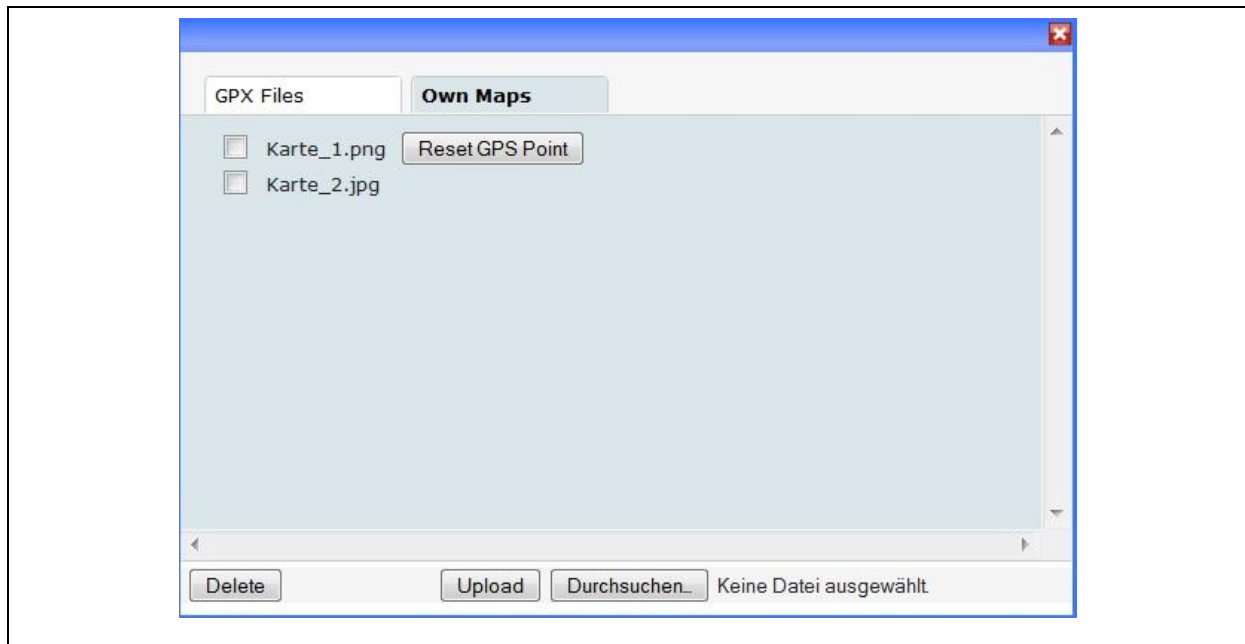 GPX Files Own Maps
Karte_1.png Reset GPS Point
Karte_2.jpg
Delete Upload Durchsuchen… Keine Datei ausgewählt.